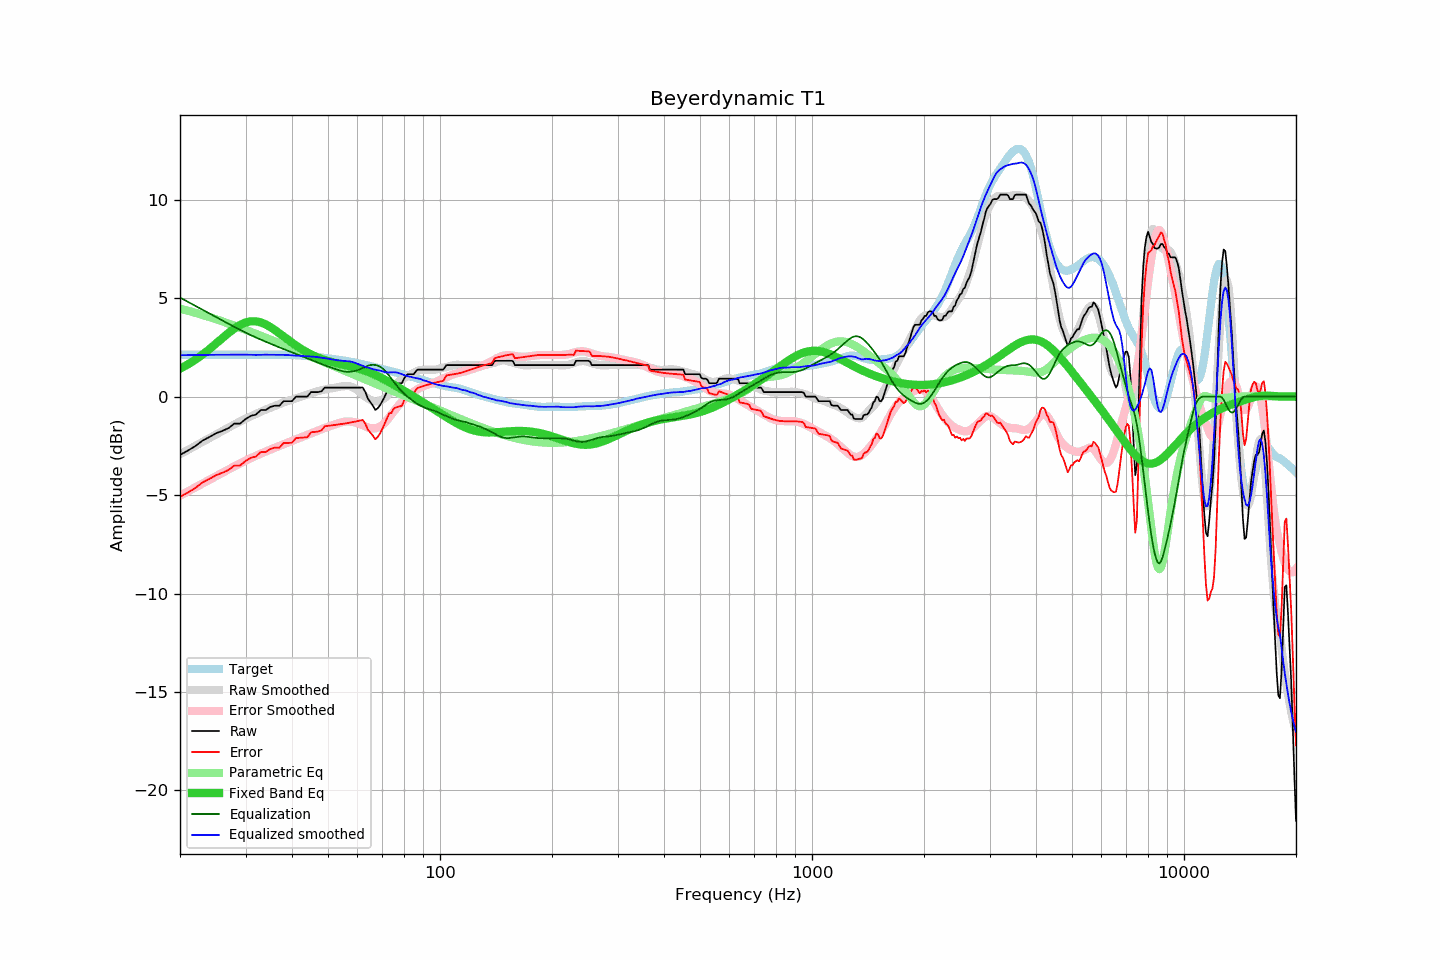 Beyerdynamic T1
Amplitude (dBr)
10
5
0
−5
−10
−15
−20
Target
Raw Smoothed
Error Smoothed
Raw
Error
Parametric Eq
Fixed Band Eq
Equalization
Equalized smoothed
100
1000
10000
Frequency (Hz)